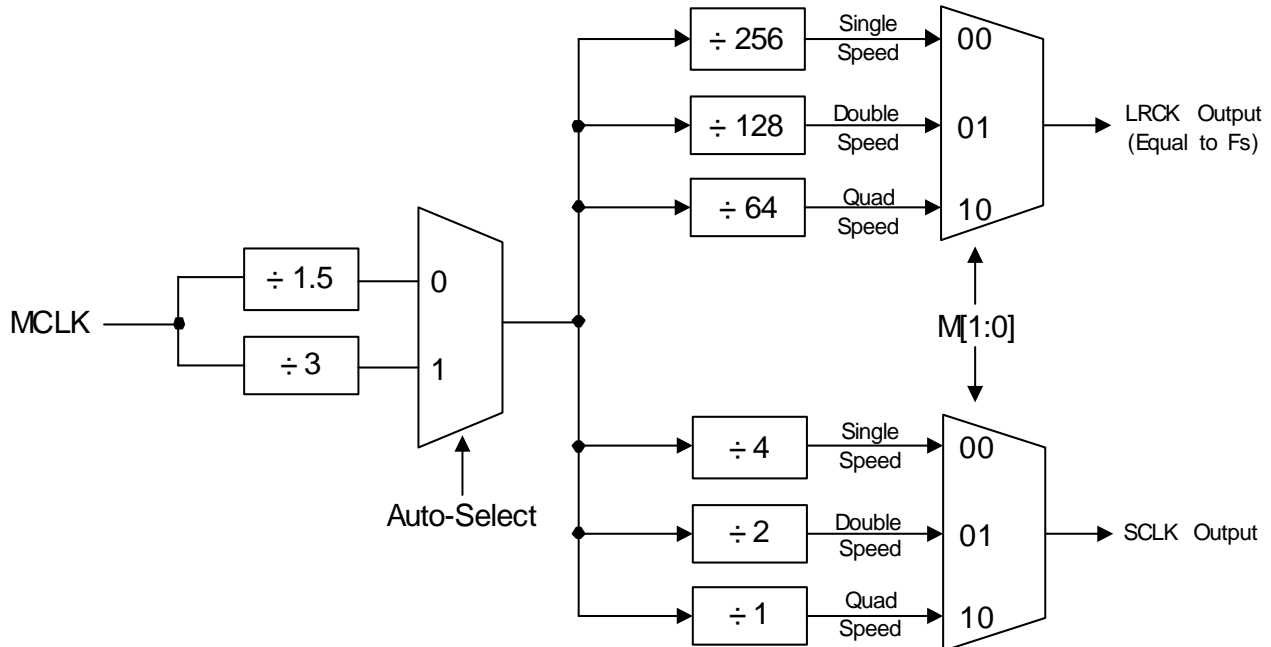 ÷ 256
Single
Speed
00
÷ 128
Double
Speed
01
LRCK Output
(Equal to Fs)
÷ 64
Quad
Speed
10
MCLK
÷ 1.5
0
÷ 3
1
Auto-Select
M[1:0]
÷ 4
Single
Speed
00
÷ 2
Double
Speed
01
SCLK Output
÷ 1
Quad
Speed
10